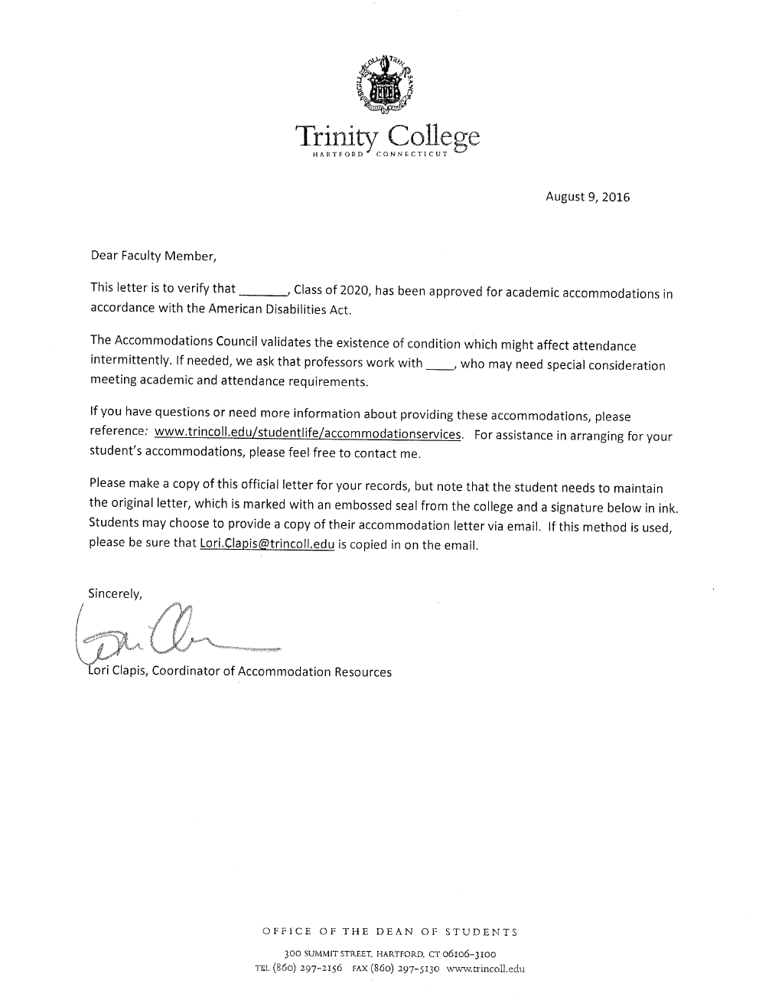 SIGILL COLL TRIN SANC
Trinity College
HARTFORD CONNECTICUT
August 9, 2016
Dear Faculty Member,
This letter is to verify that _______, Class of 2020, has been approved for academic accommodations in
accordance with the American Disabilities Act.
The Accommodations Council validates the existence of condition which might affect attendance
intermittently. If needed, we ask that professors work with ____, who may need special consideration
meeting academic and attendance requirements.
If you have questions or need more information about providing these accommodations, please
reference: www.trincoll.edu/studentlife/accommodationservices. For assistance in arranging for your
student's accommodations, please feel free to contact me.
Please make a copy of this official letter for your records, but note that the student needs to maintain
the original letter, which is marked with an embossed seal from the college and a signature below in ink.
Students may choose to provide a copy of their accommodation letter via email. If this method is used,
please be sure that Lori.Clapis@trincoll.edu is copied in on the email.
Sincerely,
Lori Clapis, Coordinator of Accommodation Resources
OFFICE OF THE DEAN OF STUDENTS
300 SUMMIT STREET, HARTFORD, CT 06106-3100
TEL (860) 297-2156 FAX (860) 297-5130 www.trincoll.edu